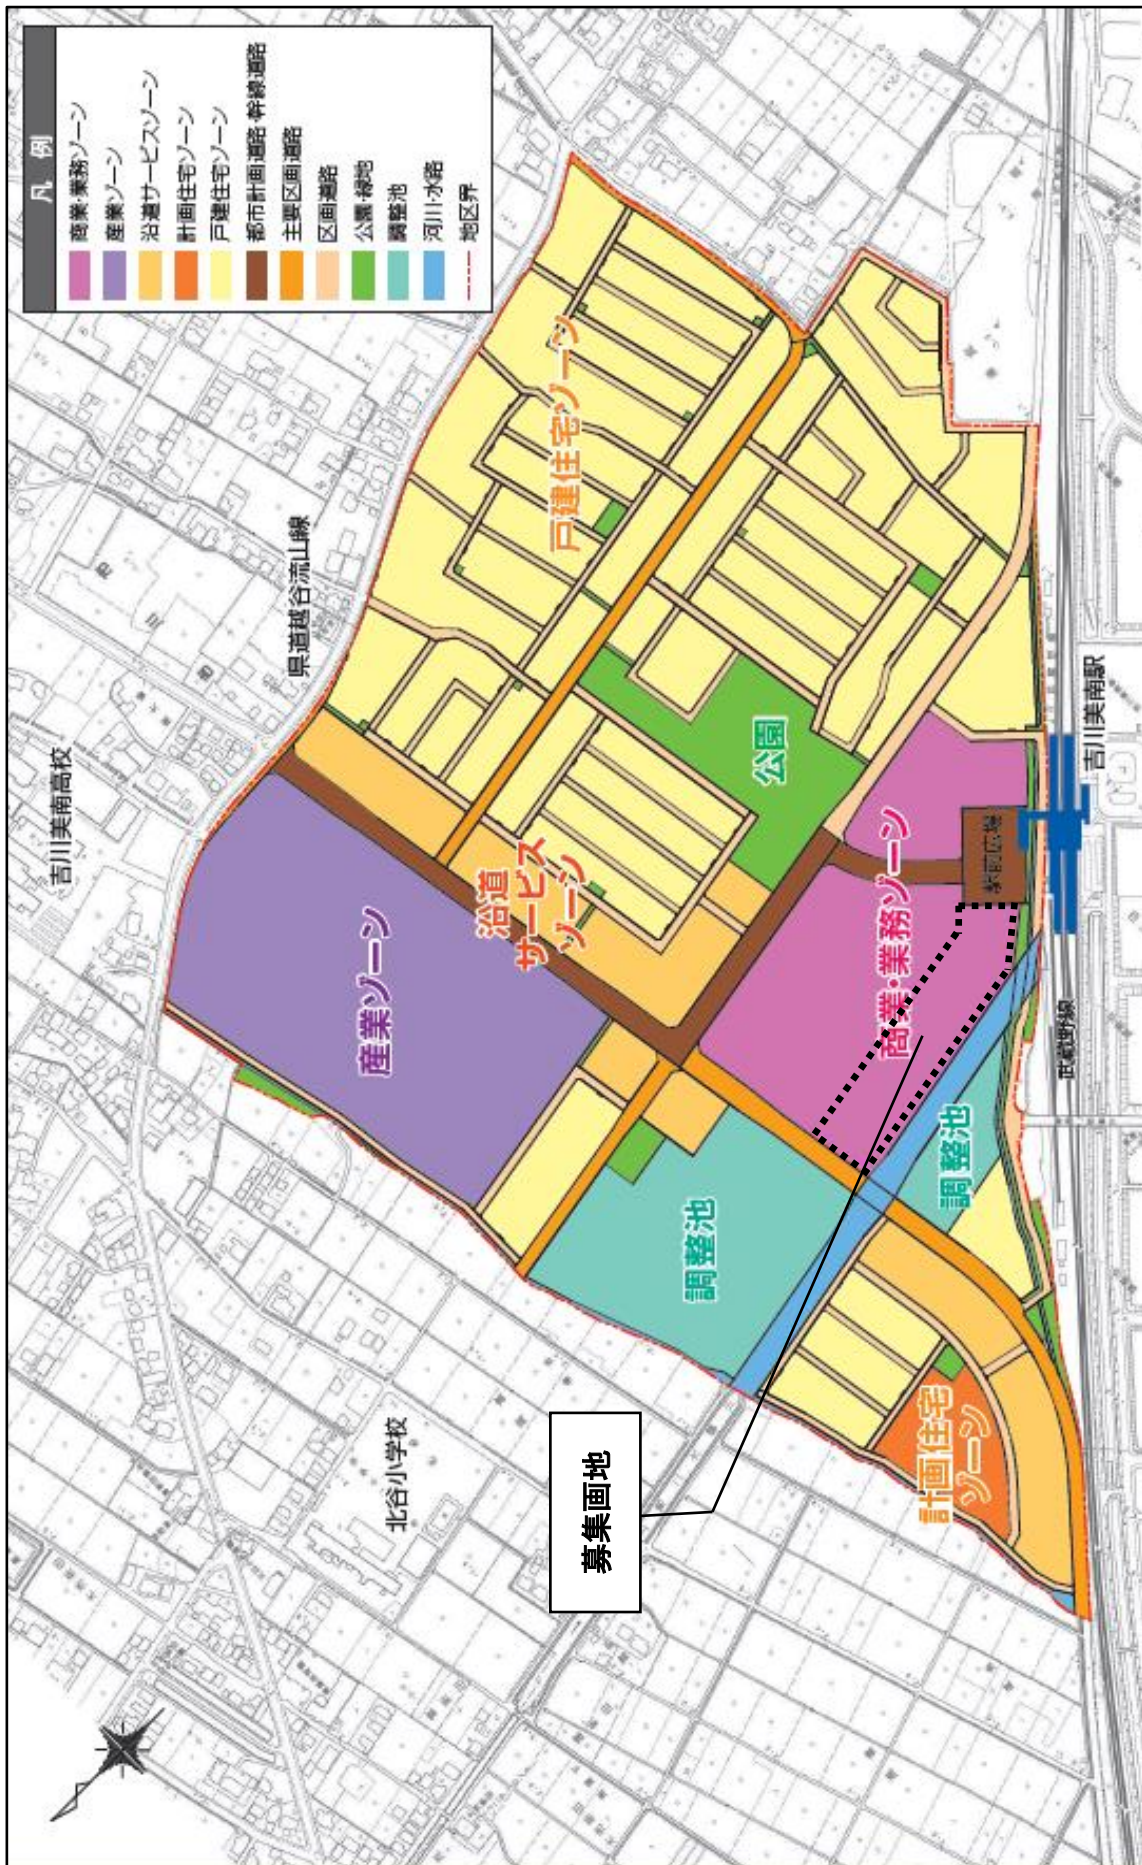 凡 例
商業・業務ゾーン
産業ゾーン
沿道サービスゾーン
計画住宅ゾーン
戸建住宅ゾーン
都市計画道路・幹線道路
主要区画道路
区画道路
公園・緑地
調整池
河川・水路
地区界
吉川美南高校
県道越谷流山線
北谷小学校
産業ゾーン
沿道
サービス
ゾーン
戸建住宅ゾーン
公園
調整池
商業・業務ゾーン
駅前広場
調整池
計画住宅
ゾーン
募集画地
武蔵野線
吉川美南駅